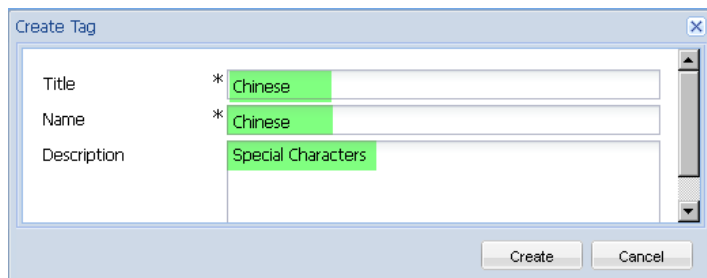 Create Tag
Title * Chinese
Name * Chinese
Description Special Characters
Create Cancel